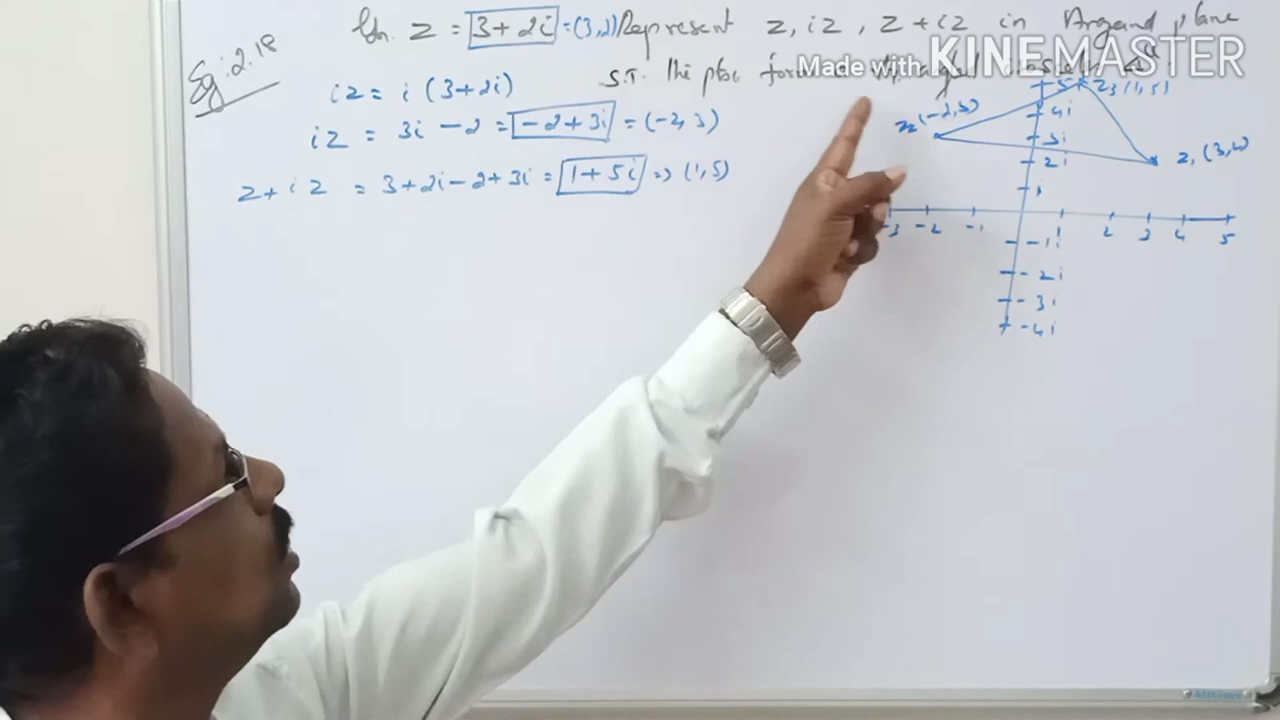 Eg: 2.18
Gn. Z = 3+2i = (3,2) Represent Z, iZ, Z+iZ in Argand plane
S.T. the
Made with KINEMASTER
iZ = i(3+2i)
iZ = 3i-2 = -2+3i = (-2,3)
Z+iZ = 3+2i-2+3i = 1+5i => (1,5)
5i Z3(1,5)
4i
(-2,3)
3i
2i Z1(3,2)
i
-3 -2 -1 1 2 3 4 5
-1i
-2i
-3i
-4i